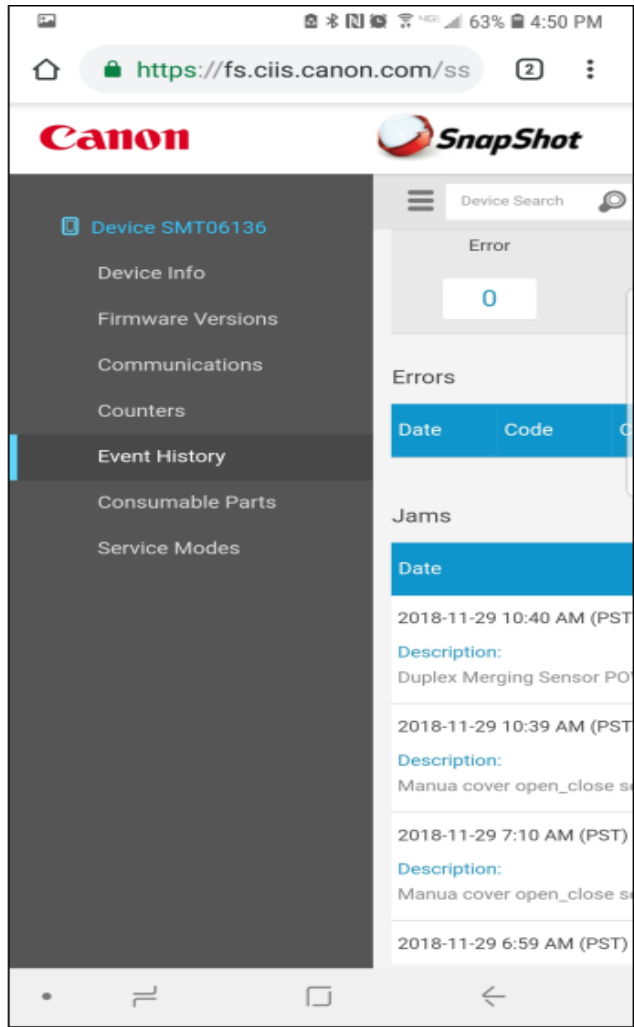 4GE 63% 4:50 PM
https://fs.ciis.canon.com/ss 2
Canon SnapShot
Device SMT06136
Device Info
Firmware Versions
Communications
Counters
Event History
Consumable Parts
Service Modes
Device Search
Error
0
Errors
Date Code C
Jams
Date
2018-11-29 10:40 AM (PST
Description:
Duplex Merging Sensor PO
2018-11-29 10:39 AM (PST
Description:
Manua cover open_close se
2018-11-29 7:10 AM (PST)
Description:
Manua cover open_close se
2018-11-29 6:59 AM (PST)